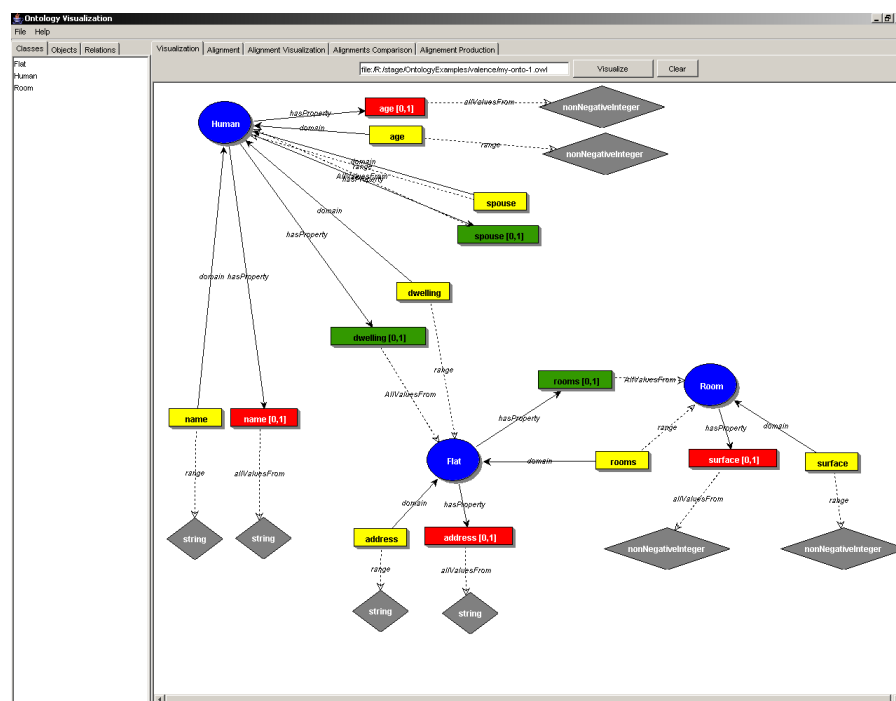 Ontology Visualization
File Help
Classes Objects Relations
Visualization Alignment Alignment Visualization Alignments Comparison Alignement Production
Flat
Human
Room
file:/R:/stage/OntologyExamples/valence/my-onto-1.owl Visualize Clear
Human
hasProperty
age [0,1]
allValuesFrom
nonNegativeInteger
domain
age
range
nonNegativeInteger
domain
range
AllValuesFrom
hasProperty
spouse
spouse [0,1]
domain
hasProperty
domain hasProperty
dwelling
dwelling [0,1]
range
AllValuesFrom
rooms [0,1]
AllValuesFrom
Room
hasProperty
name
name [0,1]
range
hasProperty
domain
Flat
domain
rooms
surface [0,1]
surface
range
allValuesFrom
domain
hasProperty
allValuesFrom
range
string
string
address
address [0,1]
nonNegativeInteger
nonNegativeInteger
range
allValuesFrom
string
string